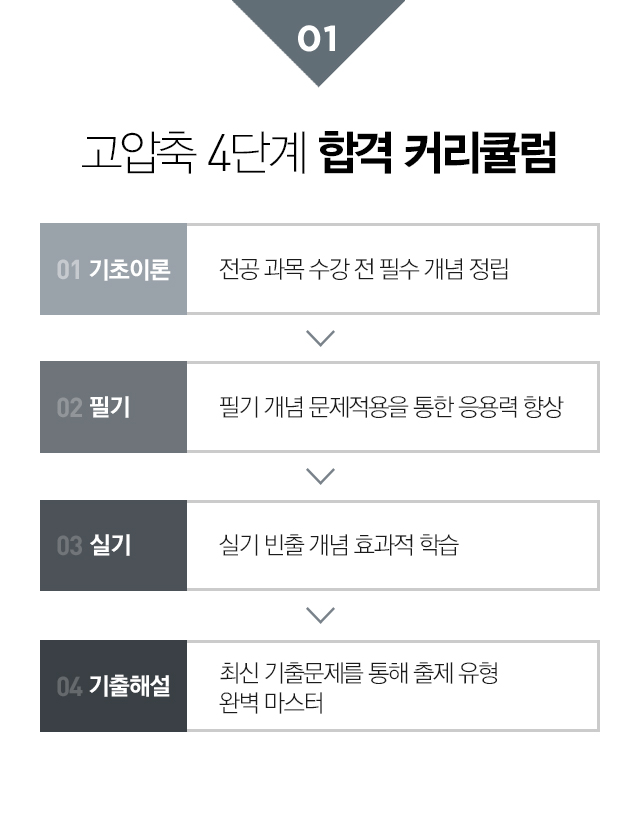 01
고압축 4단계 합격 커리큘럼
01 기초이론
전공 과목 수강 전 필수 개념 정립
02 필기
필기 개념 문제적용을 통한 응용력 향상
03 실기
실기 빈출 개념 효과적 학습
04 기출해설
최신 기출문제를 통해 출제 유형
완벽 마스터